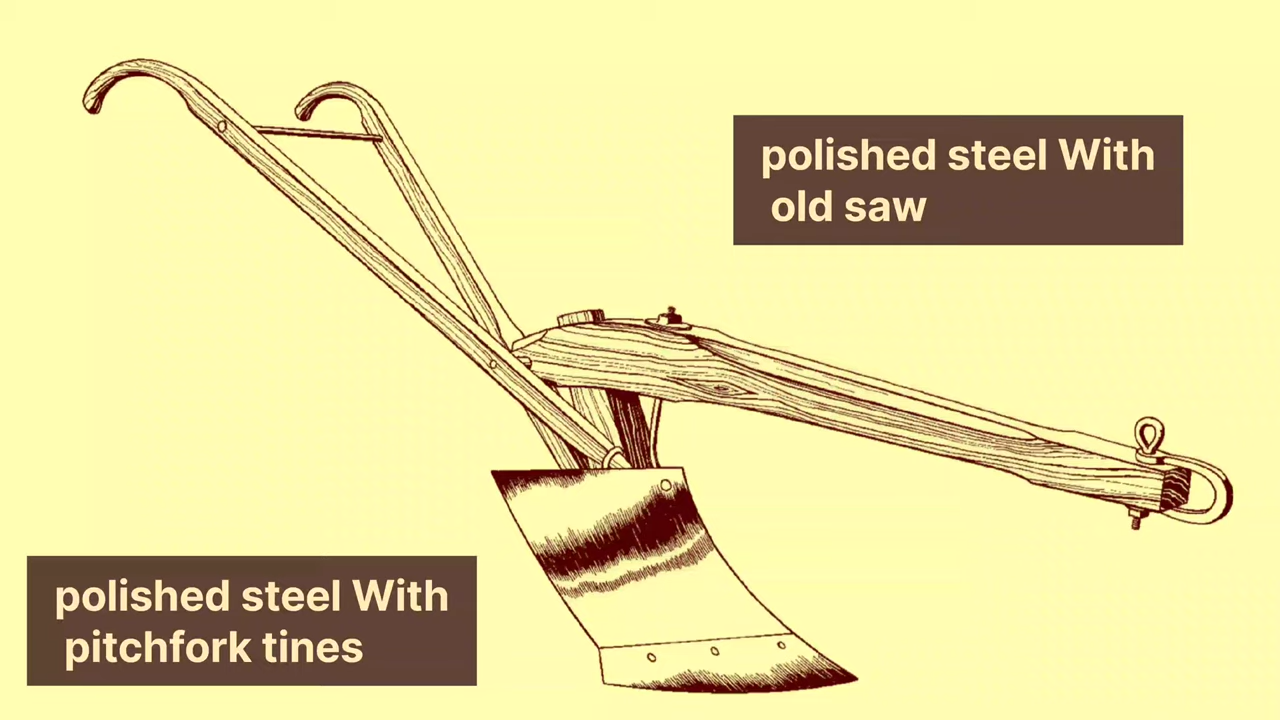 polished steel With
old saw
polished steel With
pitchfork tines